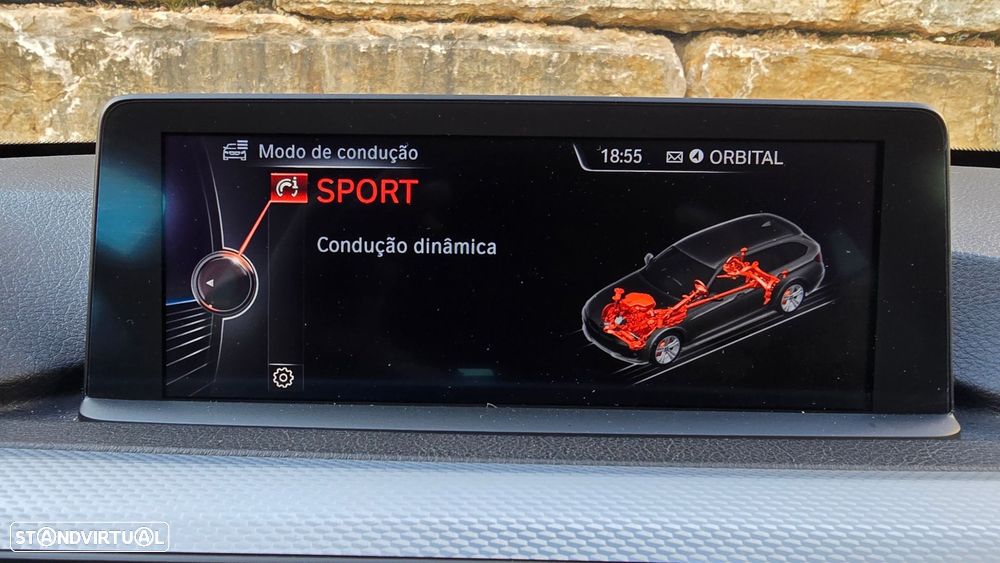 Modo de condução
18:55 ORBITAL
SPORT
Condução dinâmica
STANDVIRTUAL